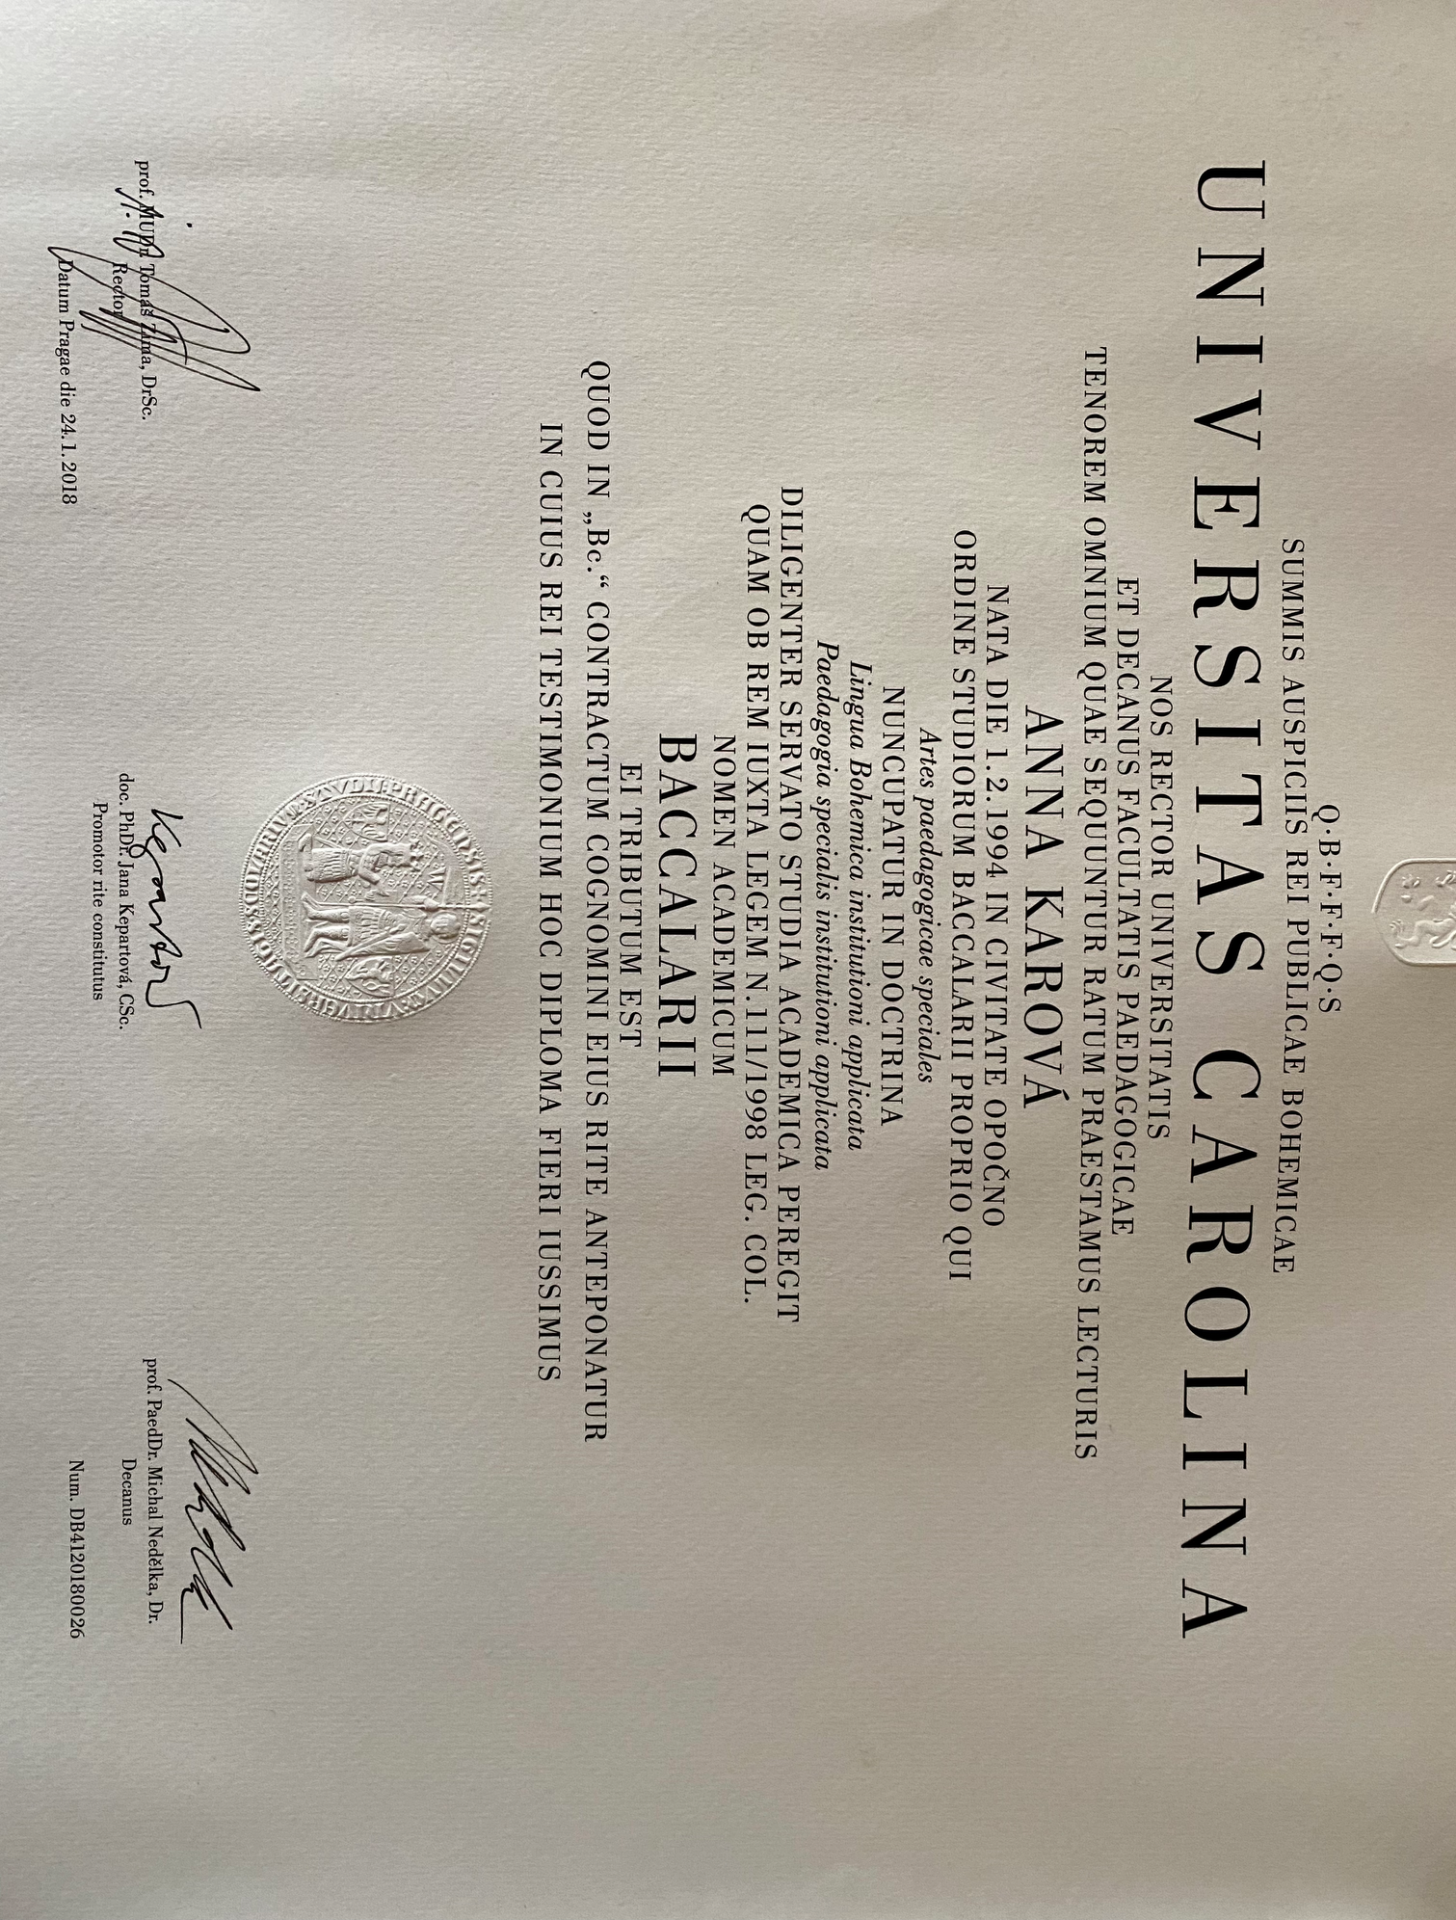 Q·B·F·F·F·Q·S
SUMMIS AUSPICIIS REI PUBLICAE BOHEMICAE
UNIVERSITAS CAROLINA
NOS RECTOR UNIVERSITATIS
ET DECANUS FACULTATIS PAEDAGOGICAE
TENOREM OMNIUM QUAE SEQUUNTUR RATUM PRAESTAMUS LECTURIS
ANNA KAROVÁ
NATA DIE 1.2.1994 IN CIVITATE OPOČNO
ORDINE STUDIORUM BACCALARII PROPRIO QUI
Artes paedagogicae speciales
NUNCUPATUR IN DOCTRINA
Lingua Bohemica institutioni applicata
Paedagogia specialis institutioni applicata
DILIGENTER SERVATO STUDIA ACADEMICA PEREGIT
QUAM OB REM IUXTA LEGEM N.111/1998 LEG. COL.
NOMEN ACADEMICUM
BACCALARII
EI TRIBUTUM EST
QUOD IN „Bc.“ CONTRACTUM COGNOMINI EIUS RITE ANTEPONATUR
IN CUIUS REI TESTIMONIUM HOC DIPLOMA FIERI IUSSIMUS
prof. MUDr. Tomáš Zima, DrSc.
Rector
Datum Pragae die 24.1.2018
doc. PhDr. Jana Kepartová, CSc.
Promotor rite constitutus
prof. PaedDr. Michal Nedělka, Dr.
Decanus
Num. DB4120180026